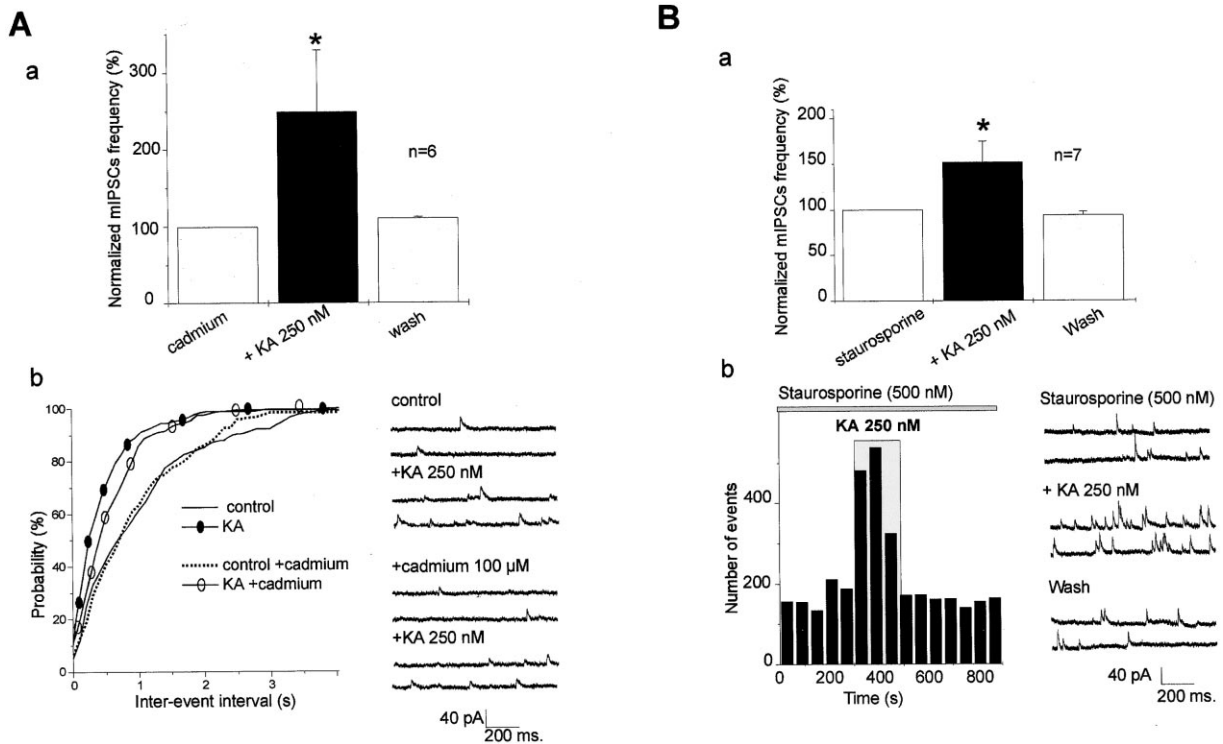 A
a
Normalized mIPSCs frequency (%)
300
200
100
0
*
n=6
cadmium
+ KA 250 nM
wash
b
Probability (%)
100
80
60
40
20
0
0
1
2
3
Inter-event interval (s)
control
KA
control +cadmium
KA +cadmium
control
+KA 250 nM
+cadmium 100 µM
+KA 250 nM
40 pA
200 ms.
B
a
Normalized mIPSCs frequency (%)
200
150
100
50
0
*
n=7
staurosporine
+ KA 250 nM
Wash
b
Staurosporine (500 nM)
KA 250 nM
Number of events
400
200
0
0
200
400
600
800
Time (s)
Staurosporine (500 nM)
+ KA 250 nM
Wash
40 pA
200 ms.